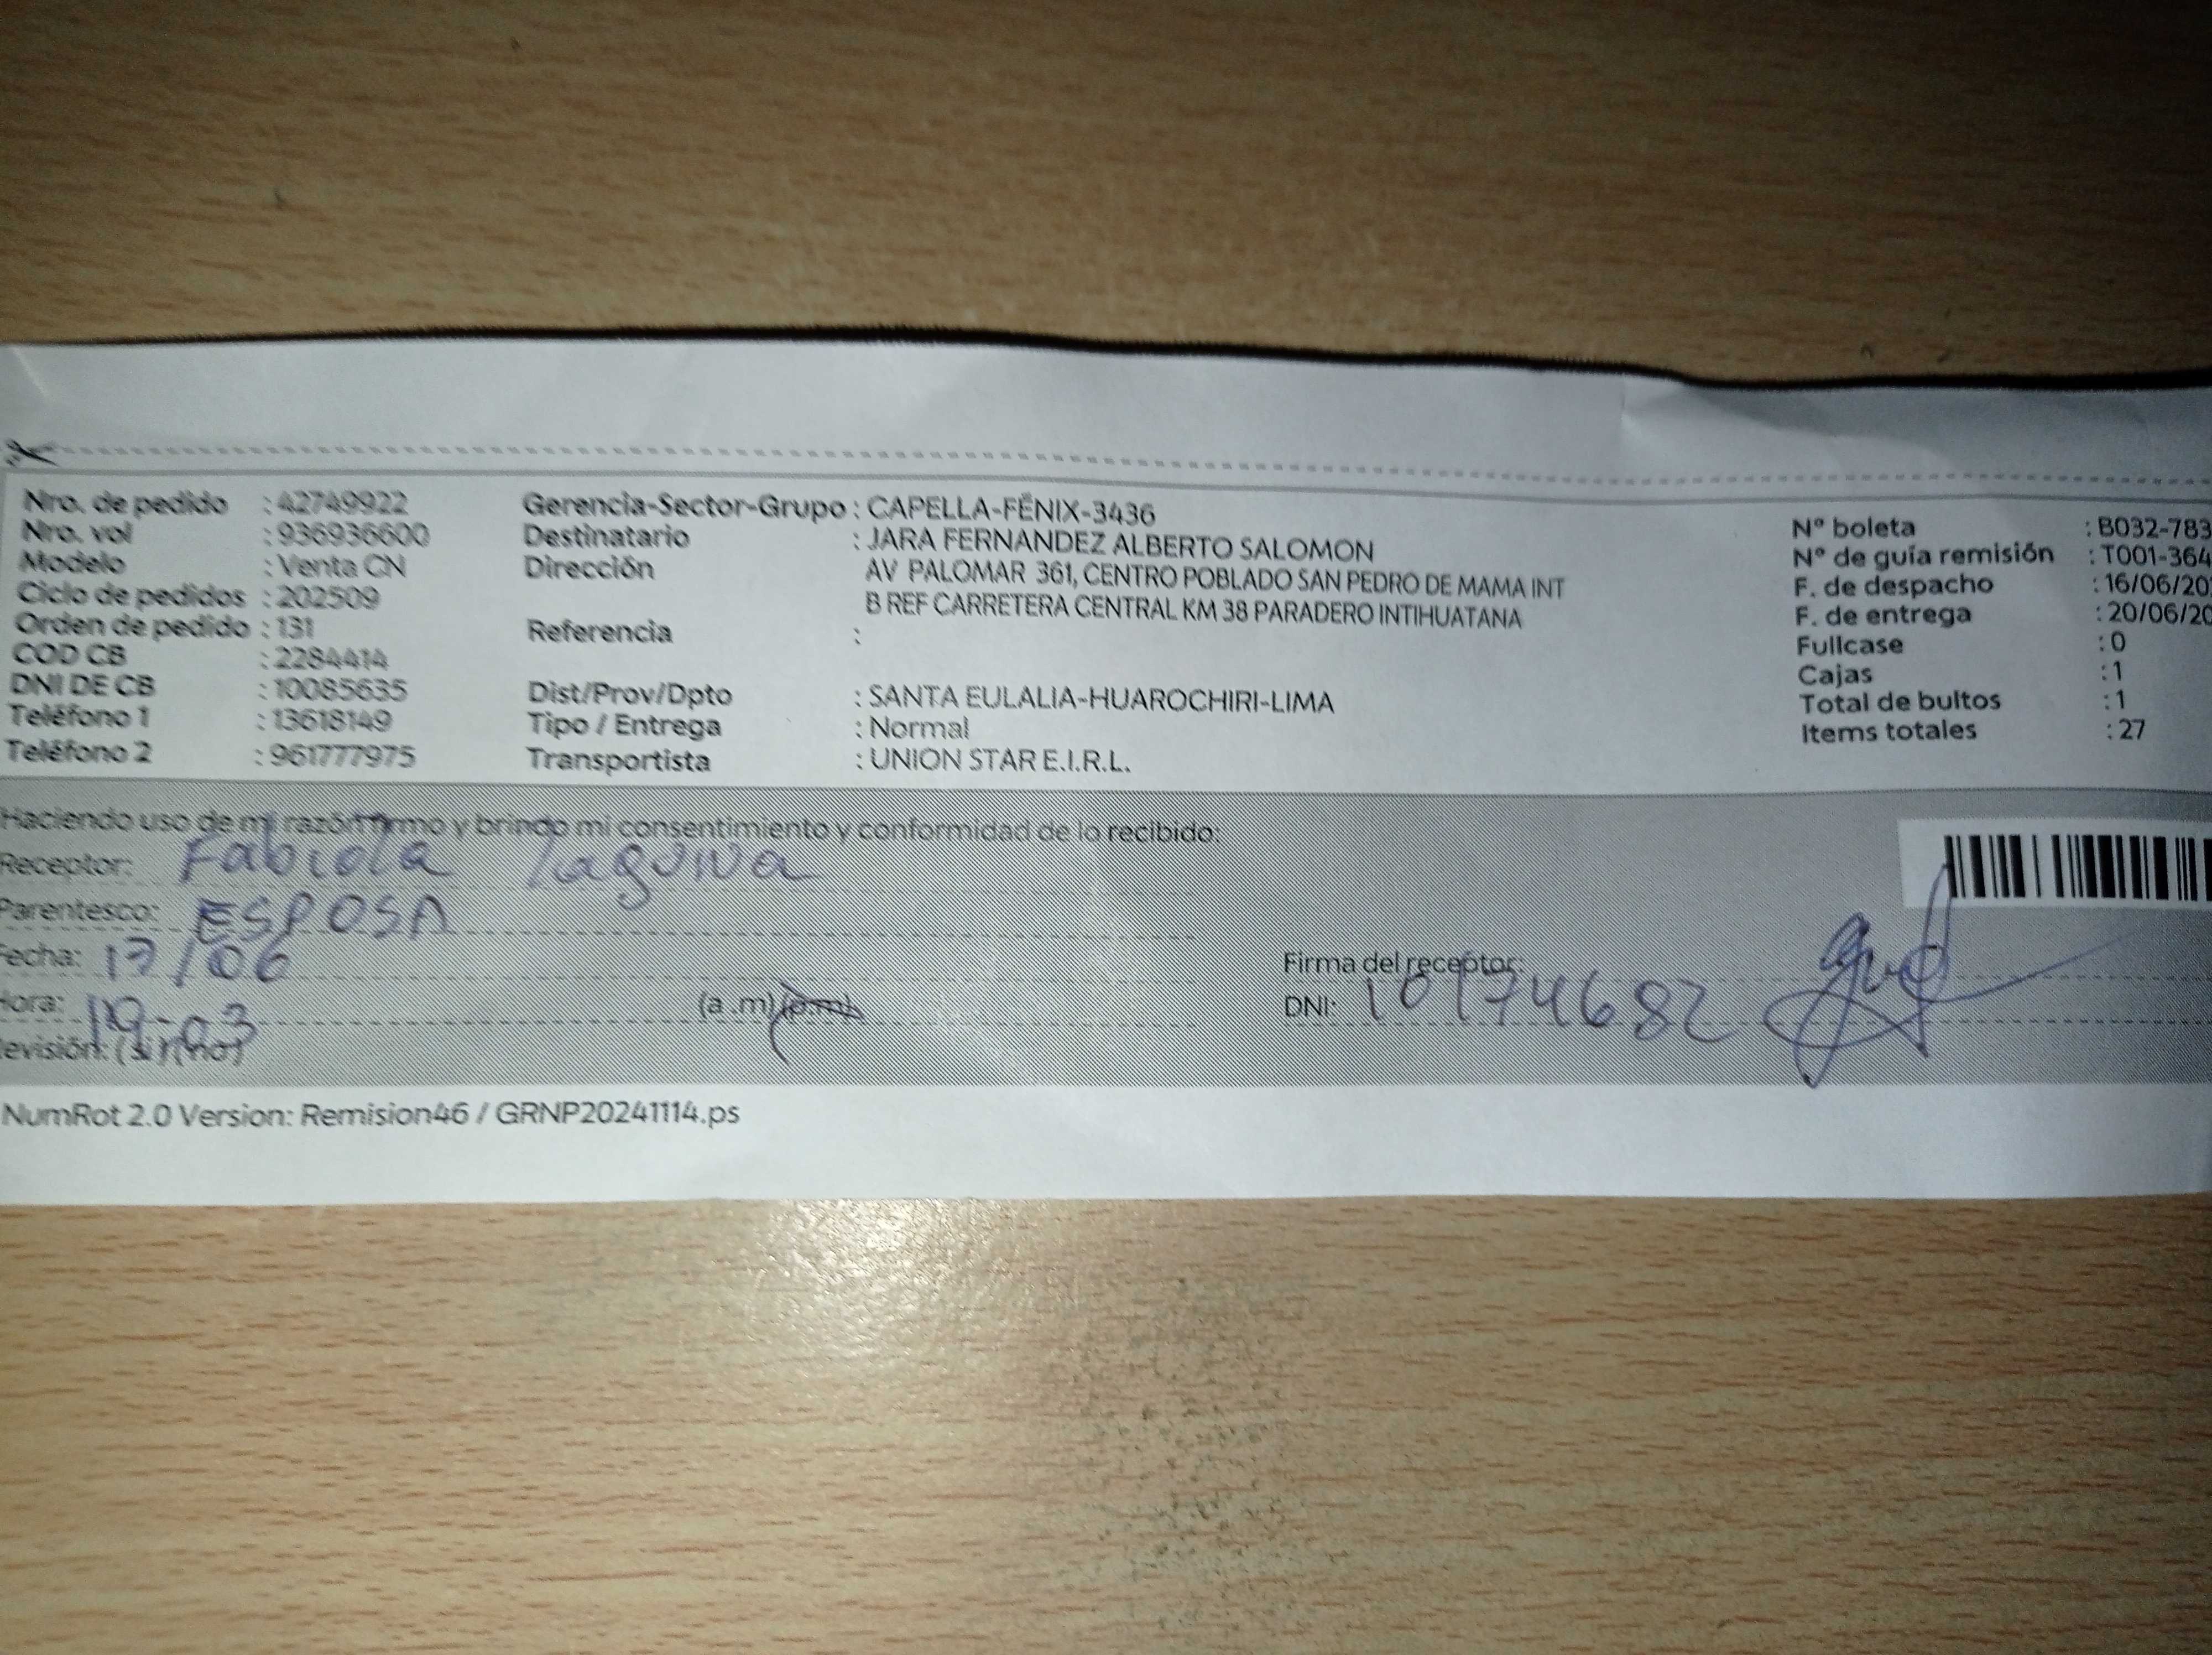 Nro. de pedido : 42749922
Nro. vol : 936936600
Modelo : Venta CN
Ciclo de pedidos : 202509
Orden de pedido : 131
COD CB : 2284414
DNI DE CB : 10085635
Teléfono 1 : 13618149
Teléfono 2 : 961777975
Gerencia-Sector-Grupo : CAPELLA-FÉNIX-3436
Destinatario : JARA FERNANDEZ ALBERTO SALOMON
Dirección AV PALOMAR 361, CENTRO POBLADO SAN PEDRO DE MAMA INT
B REF CARRETERA CENTRAL KM 38 PARADERO INTIHUATANA
Referencia :
Dist/Prov/Dpto : SANTA EULALIA-HUAROCHIRI-LIMA
Tipo / Entrega : Normal
Transportista : UNION STAR E.I.R.L.
N° boleta : B032-783
N° de guía remisión : T001-364
F. de despacho : 16/06/20
F. de entrega : 20/06/20
Fullcase : 0
Cajas : 1
Total de bultos : 1
Items totales : 27
Haciendo uso de mi razón firmo y brindo mi consentimiento y conformidad de lo recibido:
Receptor: Fabiola
Parentesco: ESPOSA
Fecha: 17/06
Hora: (a .m) (p.m)
evisión: (si) (no)
Firma del receptor:
DNI: 10174682
NumRot 2.0 Version: Remision46 / GRNP20241114.ps